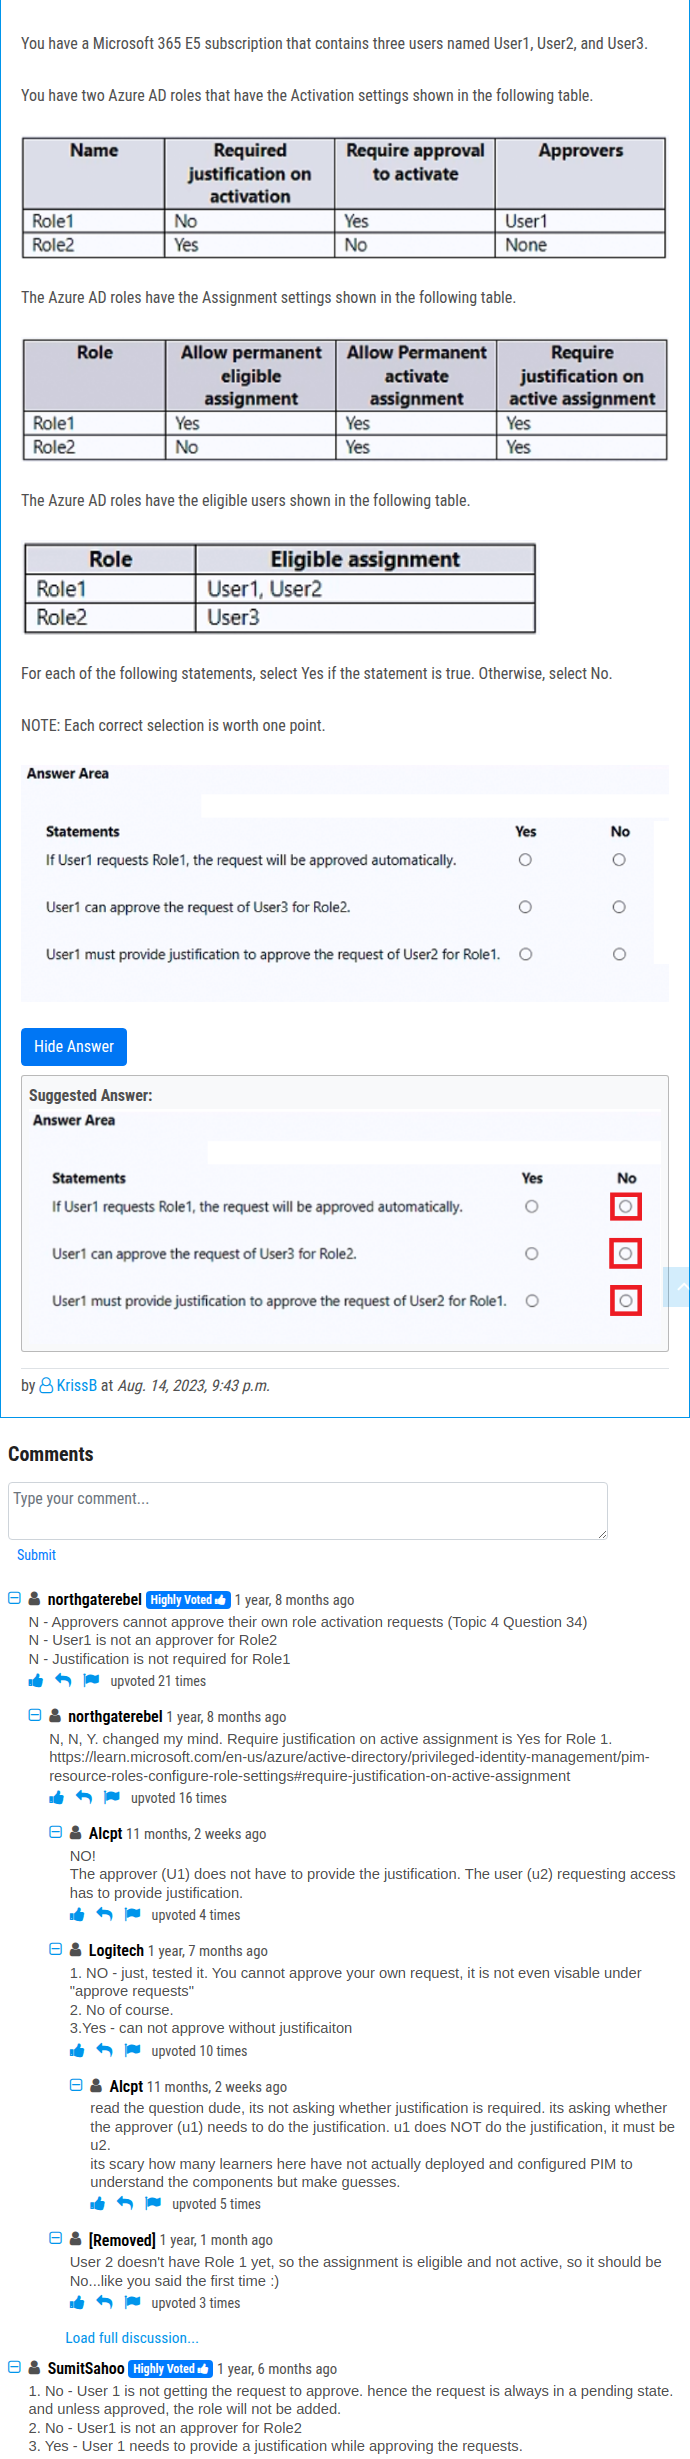 You have a Microsoft 365 E5 subscription that contains three users named User1, User2, and User3.
You have two Azure AD roles that have the Activation settings shown in the following table.
Name Required justification on activation Require approval to activate Approvers
Role1 No Yes User1
Role2 Yes No None
The Azure AD roles have the Assignment settings shown in the following table.
Role Allow permanent eligible assignment Allow Permanent activate assignment Require justification on active assignment
Role1 Yes Yes Yes
Role2 No Yes Yes
The Azure AD roles have the eligible users shown in the following table.
Role Eligible assignment
Role1 User1, User2
Role2 User3
For each of the following statements, select Yes if the statement is true. Otherwise, select No.
NOTE: Each correct selection is worth one point.
Answer Area
Statements Yes No
If User1 requests Role1, the request will be approved automatically.
User1 can approve the request of User3 for Role2.
User1 must provide justification to approve the request of User2 for Role1.
Hide Answer
Suggested Answer:
Answer Area
Statements Yes No
If User1 requests Role1, the request will be approved automatically.
User1 can approve the request of User3 for Role2.
User1 must provide justification to approve the request of User2 for Role1.
by KrissB at Aug. 14, 2023, 9:43 p.m.
Comments
Type your comment...
Submit
northgaterebel Highly Voted 1 year, 8 months ago
N - Approvers cannot approve their own role activation requests (Topic 4 Question 34)
N - User1 is not an approver for Role2
N - Justification is not required for Role1
upvoted 21 times
northgaterebel 1 year, 8 months ago
N, N, Y. changed my mind. Require justification on active assignment is Yes for Role 1.
https://learn.microsoft.com/en-us/azure/active-directory/privileged-identity-management/pim-
resource-roles-configure-role-settings#require-justification-on-active-assignment
upvoted 16 times
Alcpt 11 months, 2 weeks ago
NO!
The approver (U1) does not have to provide the justification. The user (u2) requesting access
has to provide justification.
upvoted 4 times
Logitech 1 year, 7 months ago
1. NO - just, tested it. You cannot approve your own request, it is not even visable under
"approve requests"
2. No of course.
3.Yes - can not approve without justificaiton
upvoted 10 times
Alcpt 11 months, 2 weeks ago
read the question dude, its not asking whether justification is required. its asking whether
the approver (u1) needs to do the justification. u1 does NOT do the justification, it must be
u2.
its scary how many learners here have not actually deployed and configured PIM to
understand the components but make guesses.
upvoted 5 times
[Removed] 1 year, 1 month ago
User 2 doesn't have Role 1 yet, so the assignment is eligible and not active, so it should be
No...like you said the first time :)
upvoted 3 times
Load full discussion...
SumitSahoo Highly Voted 1 year, 6 months ago
1. No - User 1 is not getting the request to approve. hence the request is always in a pending state.
and unless approved, the role will not be added.
2. No - User1 is not an approver for Role2
3. Yes - User 1 needs to provide a justification while approving the requests.